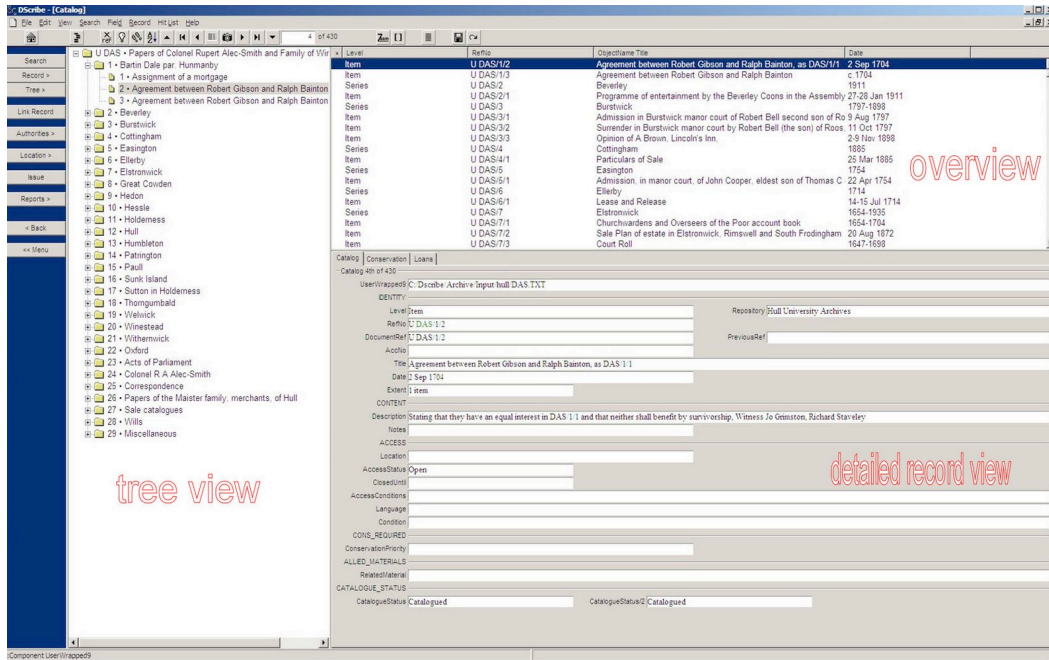 DScribe - [Catalog]
File Edit View Search Field Record Hit List Help
4 of 430
Search
Record >
Tree >
Link Record
Authorities >
Location >
Issue
Reports >
< Back
<< Menu
U DAS • Papers of Colonel Rupert Alec-Smith and Family of Wir
1 • Bartin Dale par. Hunmanby
1 • Assignment of a mortgage
2 • Agreement between Robert Gibson and Ralph Bainton
3 • Agreement between Robert Gibson and Ralph Bainton
2 • Beverley
3 • Burstwick
4 • Cottingham
5 • Easington
6 • Ellerby
7 • Elstronwick
8 • Great Cowden
9 • Hedon
10 • Hessle
11 • Holderness
12 • Hull
13 • Humbleton
14 • Patrington
15 • Paull
16 • Sunk Island
17 • Sutton in Holderness
18 • Thorngumbald
19 • Welwick
20 • Winestead
21 • Withernwick
22 • Oxford
23 • Acts of Parliament
24 • Colonel R A Alec-Smith
25 • Correspondence
26 • Papers of the Maister family, merchants, of Hull
27 • Sale catalogues
28 • Wills
29 • Miscellaneous
tree view
Level RefNo ObjectName Title Date
Item U DAS/1/2 Agreement between Robert Gibson and Ralph Bainton, as DAS/1/1 2 Sep 1704
Item U DAS/1/3 Agreement between Robert Gibson and Ralph Bainton c.1704
Series U DAS/2 Beverley 1911
Item U DAS/2/1 Programme of entertainment by the Beverley Coons in the Assembly 27-28 Jan 1911
Series U DAS/3 Burstwick 1797-1898
Item U DAS/3/1 Admission in Burstwick manor court of Robert Bell second son of Ro 9 Aug 1797
Item U DAS/3/2 Surrender in Burstwick manor court by Robert Bell (the son) of Roos, 11 Oct 1797
Item U DAS/3/3 Opinion of A Brown, Lincoln's Inn, 2-9 Nov 1898
Series U DAS/4 Cottingham 1885
Item U DAS/4/1 Particulars of Sale 25 Mar 1885
Series U DAS/5 Easington 1754
Item U DAS/5/1 Admission, in manor court, of John Cooper, eldest son of Thomas C 22 Apr 1754
Series U DAS/6 Ellerby 1714
Item U DAS/6/1 Lease and Release 14-15 Jul 1714
Series U DAS/7 Elstronwick 1654-1935
Item U DAS/7/1 Churchwardens and Overseers of the Poor account book. 1654-1704
Item U DAS/7/2 Sale Plan of estate in Elstronwick, Rimswell and South Frodingham 20 Aug 1872
Item U DAS/7/3 Court Roll 1647-1698
overview
Catalog Conservation Loans
Catalog 4th of 430
UserWrapped9 C:/Dscribe/Archive/Input/hull/DAS.TXT
IDENTITY
Level Item Repository Hull University Archives
RefNo U DAS/1/2
DocumentRef U DAS/1/2 PreviousRef
AccNo
Title Agreement between Robert Gibson and Ralph Bainton, as DAS/1/1
Date 2 Sep 1704
Extent 1 item
CONTENT
Description Stating that they have an equal interest in DAS/1/1 and that neither shall benefit by survivorship, Witness Jo Grimston, Richard Staveley
Notes
ACCESS
Location
AccessStatus Open
ClosedUntil
AccessConditions
Language
Condition
detailed record view
CONS_REQUIRED
ConservationPriority
ALLIED_MATERIALS
RelatedMaterial
CATALOGUE_STATUS
CatalogueStatus Catalogued CatalogueStatus/2 Catalogued
:Component UserWrapped9